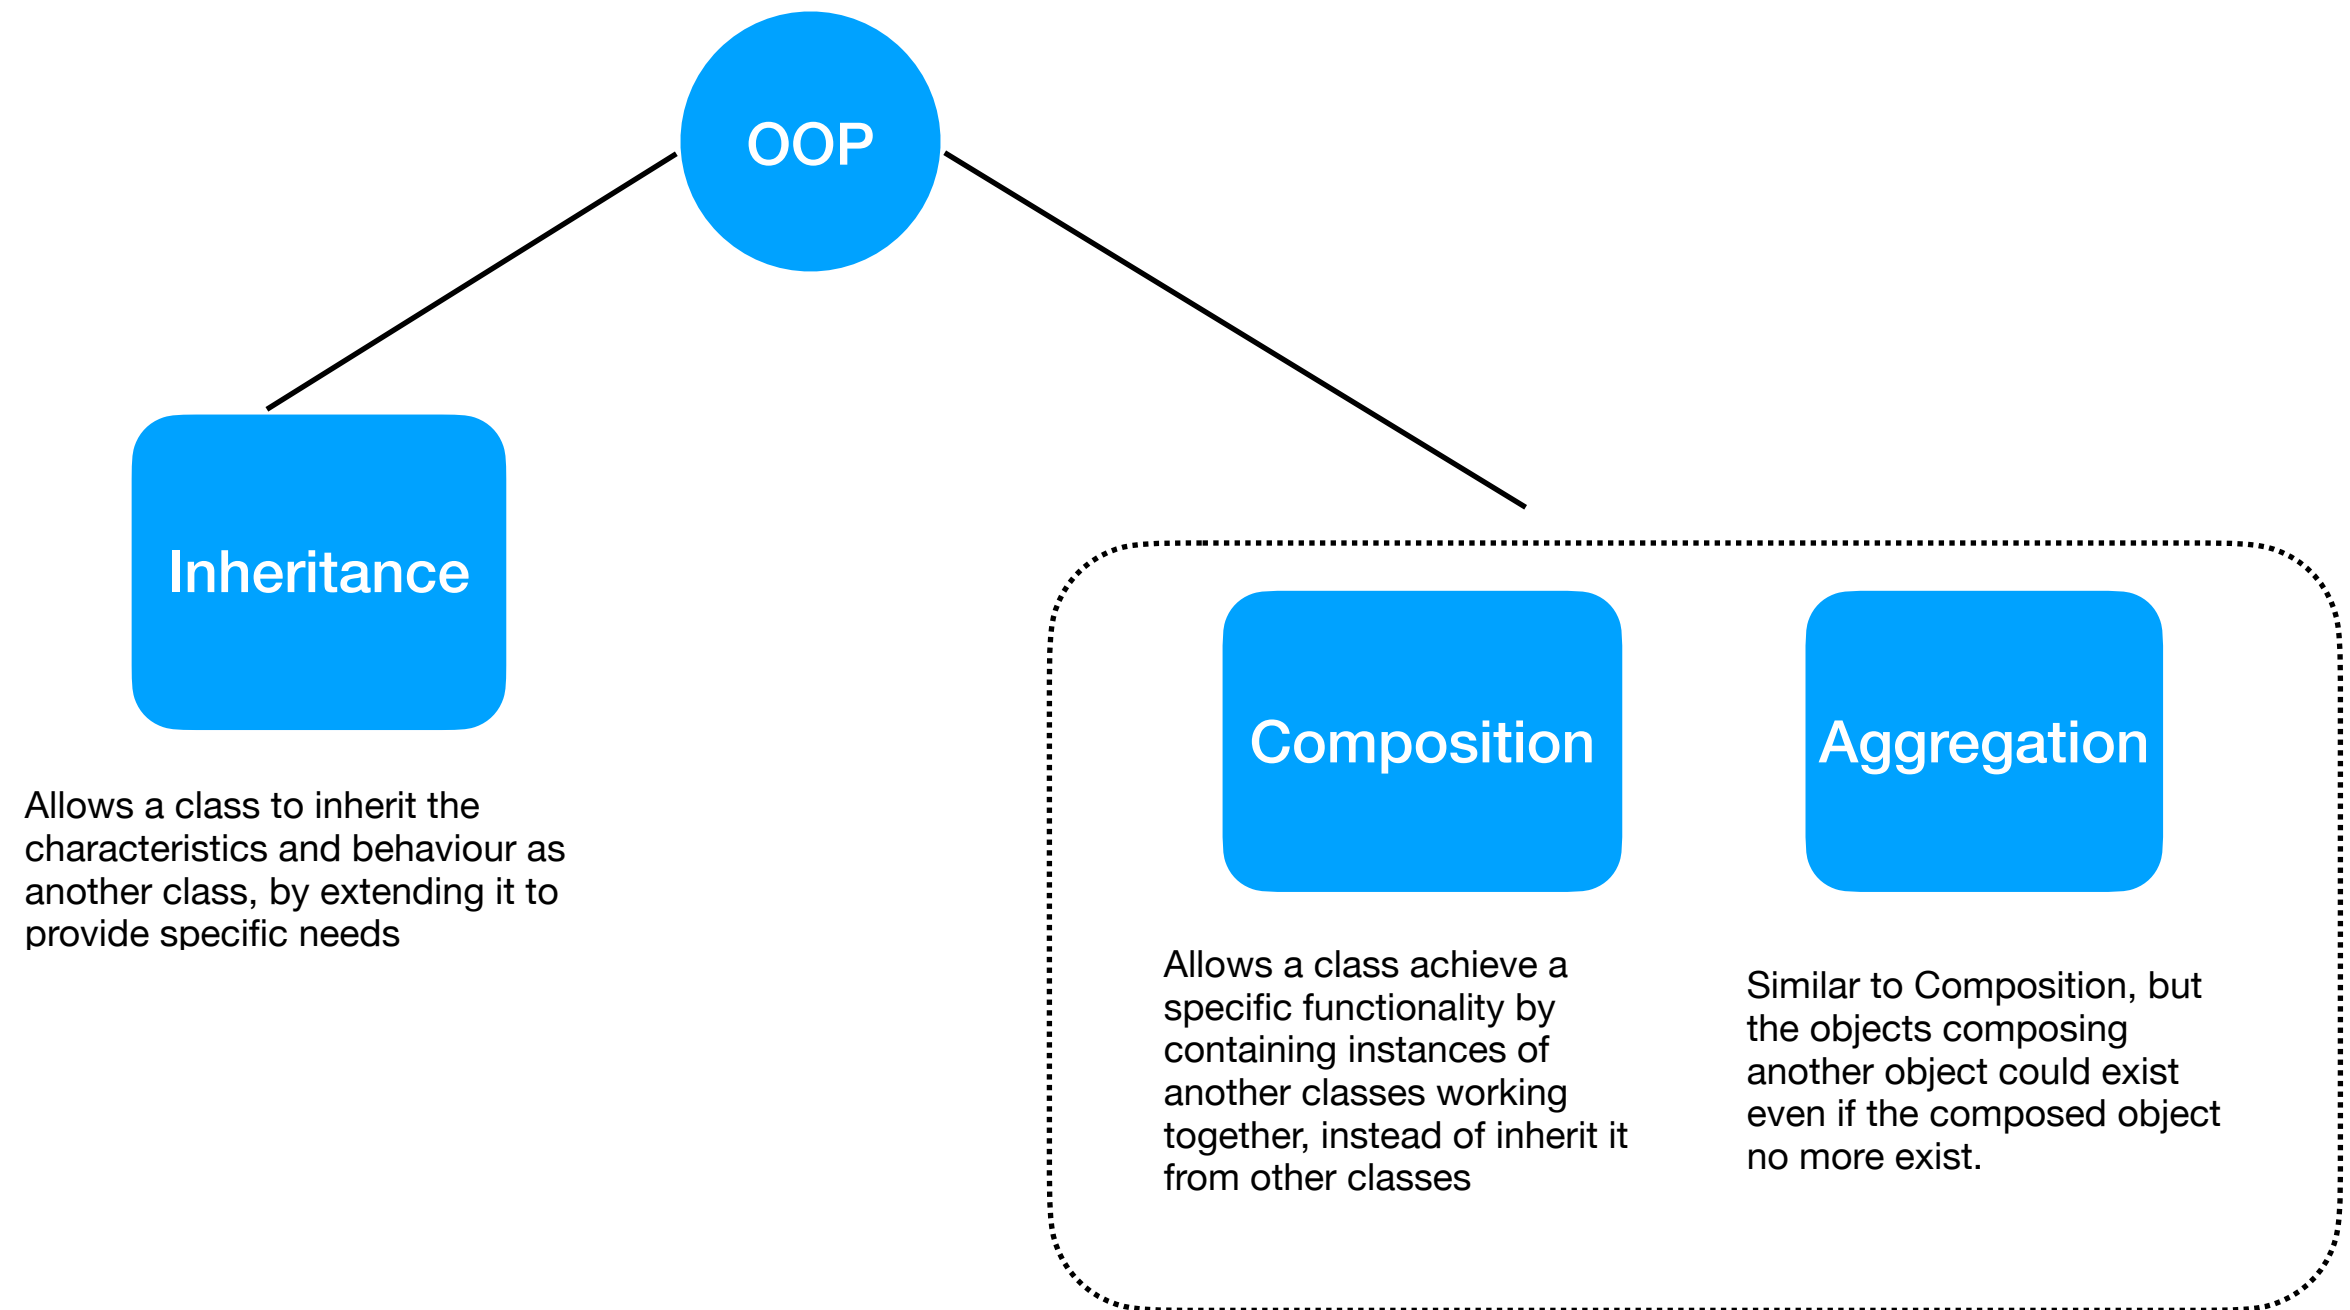 OOP
Inheritance
Allows a class to inherit the
characteristics and behaviour as
another class, by extending it to
provide specific needs
Composition
Allows a class achieve a
specific functionality by
containing instances of
another classes working
together, instead of inherit it
from other classes
Aggregation
Similar to Composition, but
the objects composing
another object could exist
even if the composed object
no more exist.